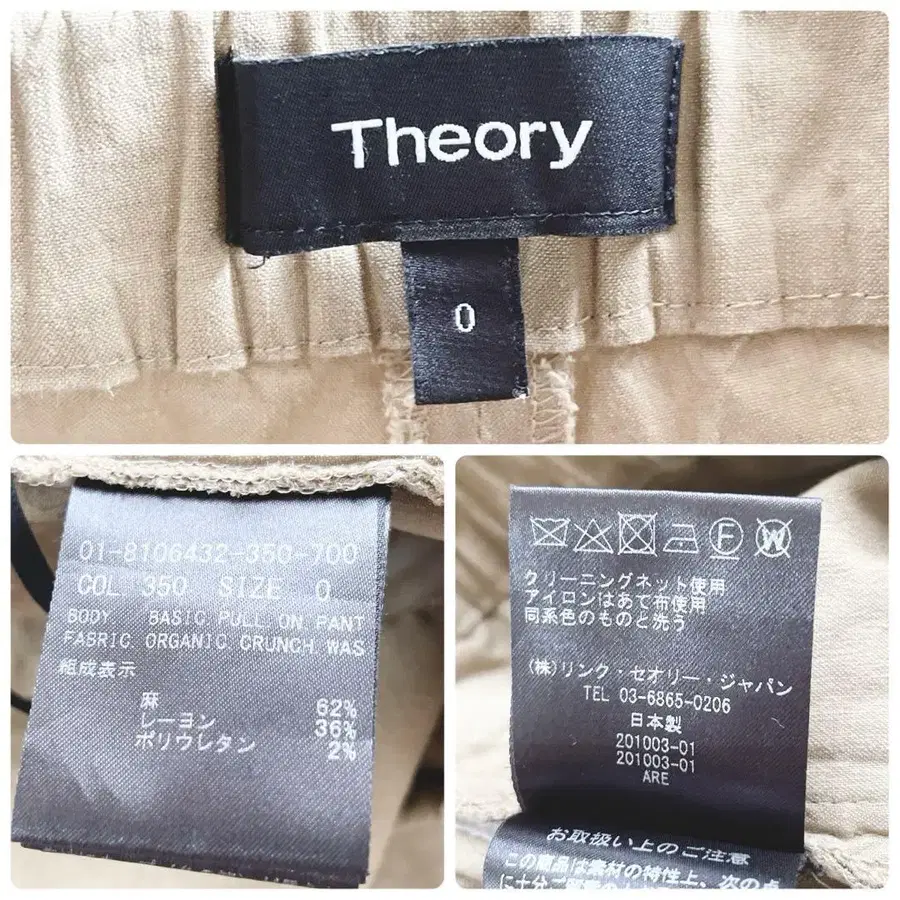 Theory
0
01-8106432-350-700
COL 350 SIZE 0
BODY BASIC PULL ON PANT
FABRIC ORGANIC CRUNCH WAS
組成表示
麻 62%
レーヨン 36%
ポリウレタン 2%
F
W
クリーニングネット使用
アイロンはあて布使用
同系色のものと洗う
(株)リンク・セオリー・ジャパン
TEL 03-6865-0206
日本製
201003-01
201003-01
ARE
お取扱い上のご注意
この商品は素材の特性上、次の点
に十分ご